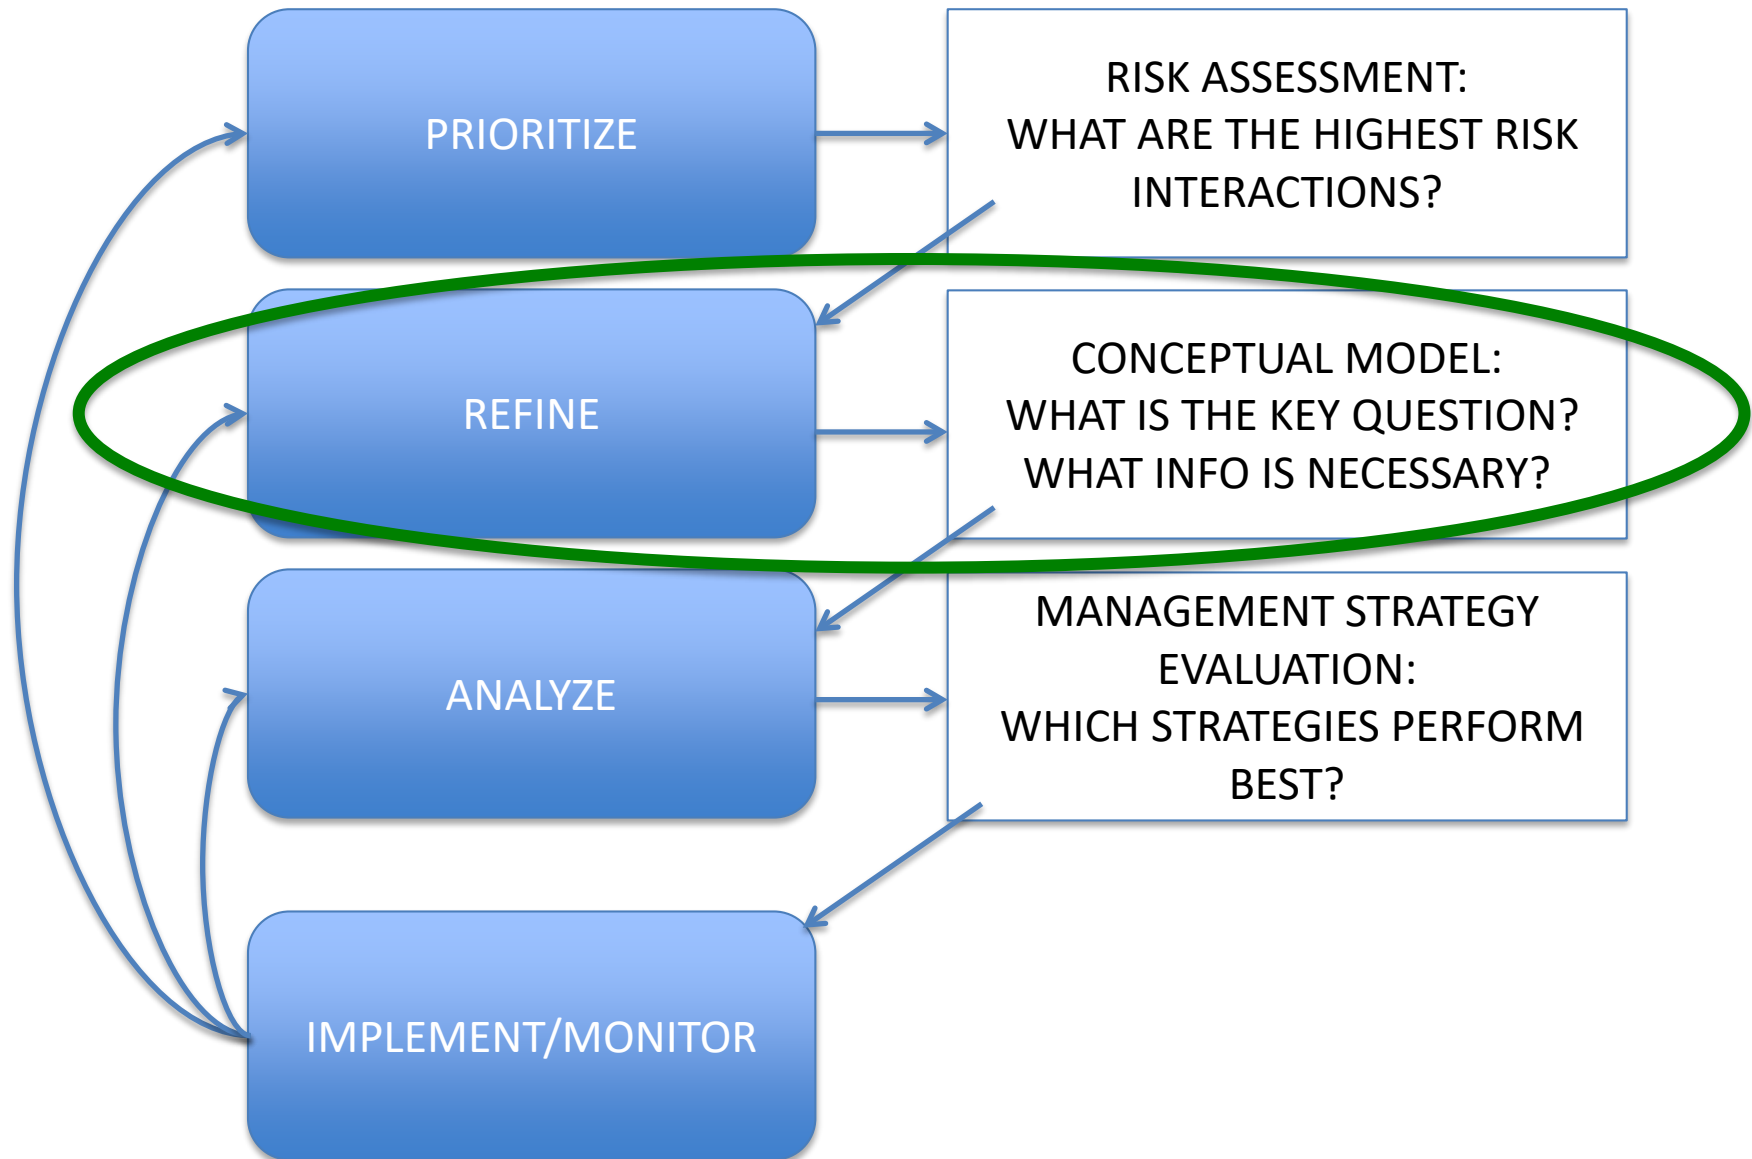 PRIORITIZE
RISK ASSESSMENT:
WHAT ARE THE HIGHEST RISK
INTERACTIONS?
REFINE
CONCEPTUAL MODEL:
WHAT IS THE KEY QUESTION?
WHAT INFO IS NECESSARY?
ANALYZE
MANAGEMENT STRATEGY
EVALUATION:
WHICH STRATEGIES PERFORM
BEST?
IMPLEMENT/MONITOR